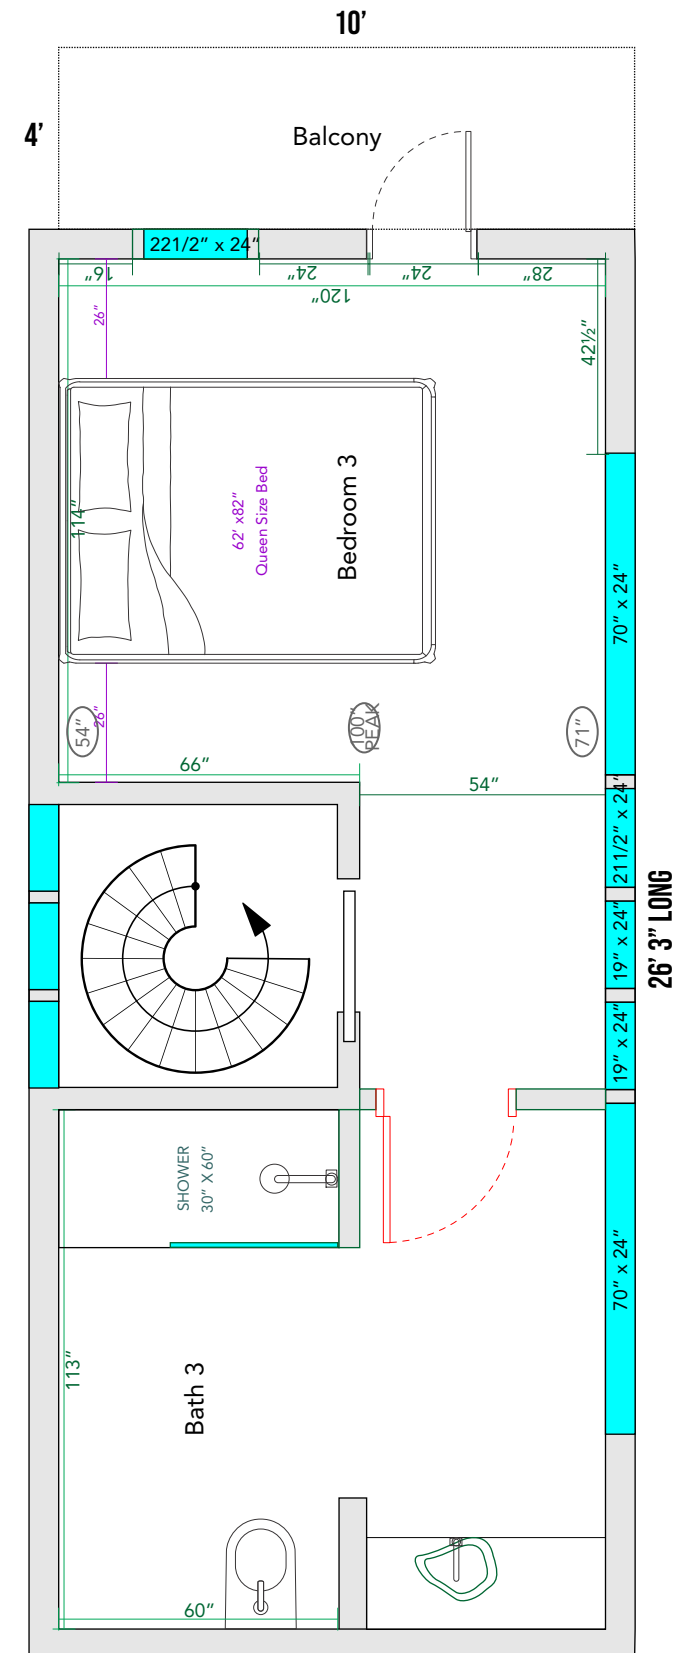 10’
4’
Balcony
221/2” x 24”
16”
24”
24”
28”
120”
26”
42½”
114”
62’ x82”
Queen Size Bed
Bedroom 3
70” x 24”
54”
26”
100”
PEAK
71”
66”
54”
211/2” x 24”
19” x 24”
26’ 3” LONG
19” x 24”
SHOWER
30” X 60”
70” x 24”
113”
Bath 3
60”